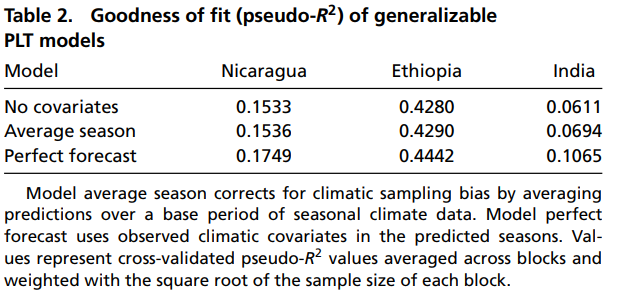 Table 2. Goodness of fit (pseudo-R²) of generalizable
PLT models
Model Nicaragua Ethiopia India
No covariates 0.1533 0.4280 0.0611
Average season 0.1536 0.4290 0.0694
Perfect forecast 0.1749 0.4442 0.1065
Model average season corrects for climatic sampling bias by averaging
predictions over a base period of seasonal climate data. Model perfect
forecast uses observed climatic covariates in the predicted seasons. Val-
ues represent cross-validated pseudo-R² values averaged across blocks and
weighted with the square root of the sample size of each block.